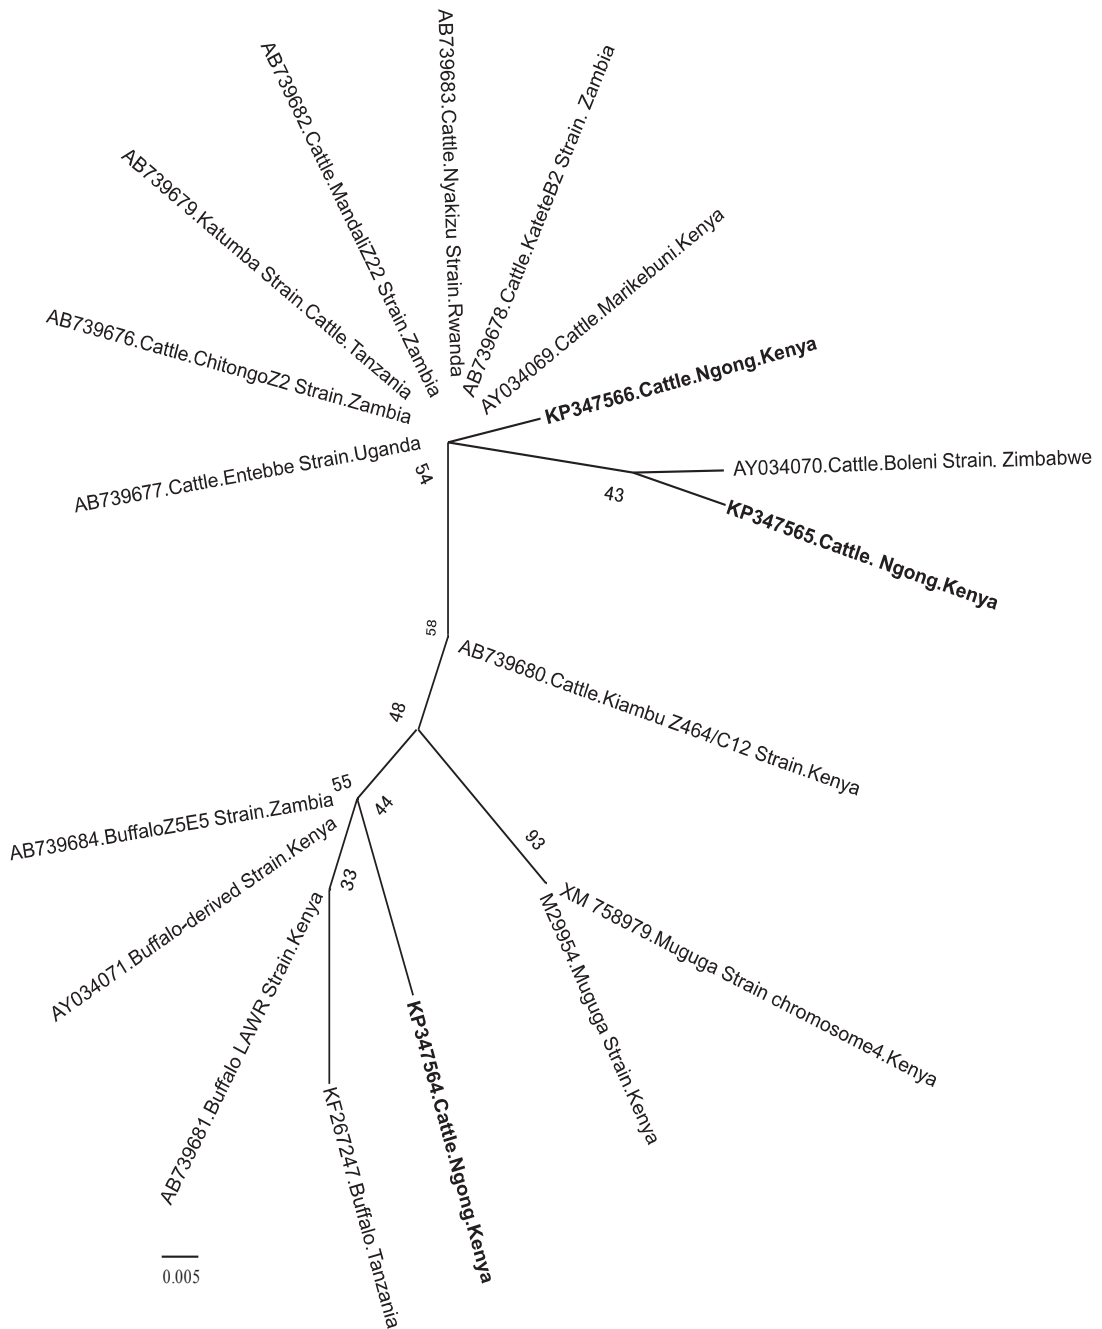 AB739683.Cattle.Nyakizu Strain.Rwanda
AB739682.Cattle.MandaliZ22 Strain.Zambia
AB739678.Cattle.KateteB2 Strain. Zambia
AB739679.Katumba Strain.Cattle.Tanzania
AY034069.Cattle.Marikebuni.Kenya
AB739676.Cattle.ChitongoZ2 Strain.Zambia
KP347566.Cattle.Ngong.Kenya
AB739677.Cattle.Entebbe Strain.Uganda
54
AY034070.Cattle.Boleni Strain. Zimbabwe
43
KP347565.Cattle. Ngong.Kenya
58
AB739680.Cattle.Kiambu Z464/C12 Strain.Kenya
48
55
44
AB739684.BuffaloZ5E5 Strain.Zambia
AY034071.Buffalo-derived Strain.Kenya
93
33
XM 758979.Muguga Strain chromosome4.Kenya
M29954.Muguga Strain.Kenya
AB739681.Buffalo LAWR Strain.Kenya
KP347564.Cattle.Ngong.Kenya
KF267247.Buffalo.Tanzania
0.005